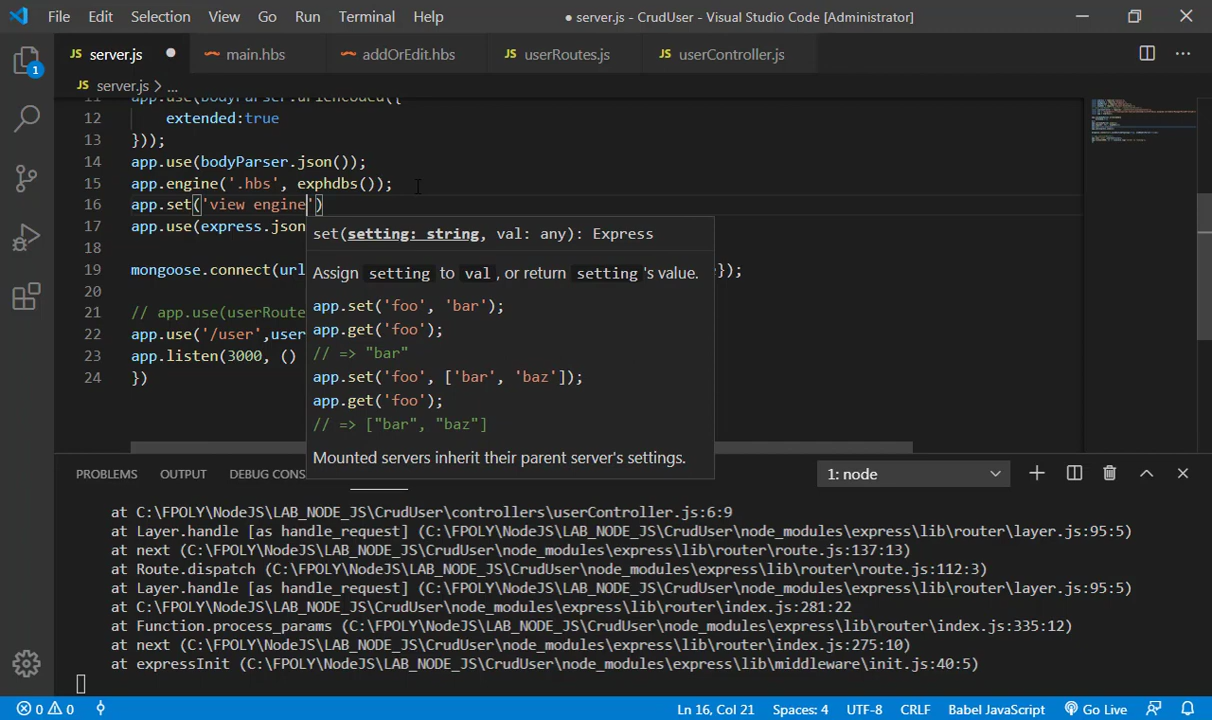 File Edit Selection View Go Run Terminal Help ● server.js - CrudUser - Visual Studio Code [Administrator]
JS server.js main.hbs addOrEdit.hbs JS userRoutes.js JS userController.js
1
JS server.js > ...
11 app.use(bodyParser.urlencoded({
12 extended:true
13 }));
14 app.use(bodyParser.json());
15 app.engine('.hbs', exphdbs());
16 app.set('view engine')
17 app.use(express.json
set(setting: string, val: any): Express
18
19 mongoose.connect(url });
Assign setting to val, or return setting's value.
20
app.set('foo', 'bar');
21 // app.use(userRoute
app.get('foo');
22 app.use('/user',user
// => "bar"
23 app.listen(3000, ()
app.set('foo', ['bar', 'baz']);
24 })
app.get('foo');
// => ["bar", "baz"]
Mounted servers inherit their parent server's settings.
PROBLEMS OUTPUT DEBUG CONS 1: node
at C:\FPOLY\NodeJS\LAB_NODE_JS\CrudUser\controllers\userController.js:6:9
at Layer.handle [as handle_request] (C:\FPOLY\NodeJS\LAB_NODE_JS\CrudUser\node_modules\express\lib\router\layer.js:95:5)
at next (C:\FPOLY\NodeJS\LAB_NODE_JS\CrudUser\node_modules\express\lib\router\route.js:137:13)
at Route.dispatch (C:\FPOLY\NodeJS\LAB_NODE_JS\CrudUser\node_modules\express\lib\router\route.js:112:3)
at Layer.handle [as handle_request] (C:\FPOLY\NodeJS\LAB_NODE_JS\CrudUser\node_modules\express\lib\router\layer.js:95:5)
at C:\FPOLY\NodeJS\LAB_NODE_JS\CrudUser\node_modules\express\lib\router\index.js:281:22
at Function.process_params (C:\FPOLY\NodeJS\LAB_NODE_JS\CrudUser\node_modules\express\lib\router\index.js:335:12)
at next (C:\FPOLY\NodeJS\LAB_NODE_JS\CrudUser\node_modules\express\lib\router\index.js:275:10)
at expressInit (C:\FPOLY\NodeJS\LAB_NODE_JS\CrudUser\node_modules\express\lib\middleware\init.js:40:5)
0 0 Ln 16, Col 21 Spaces: 4 UTF-8 CRLF Babel JavaScript Go Live